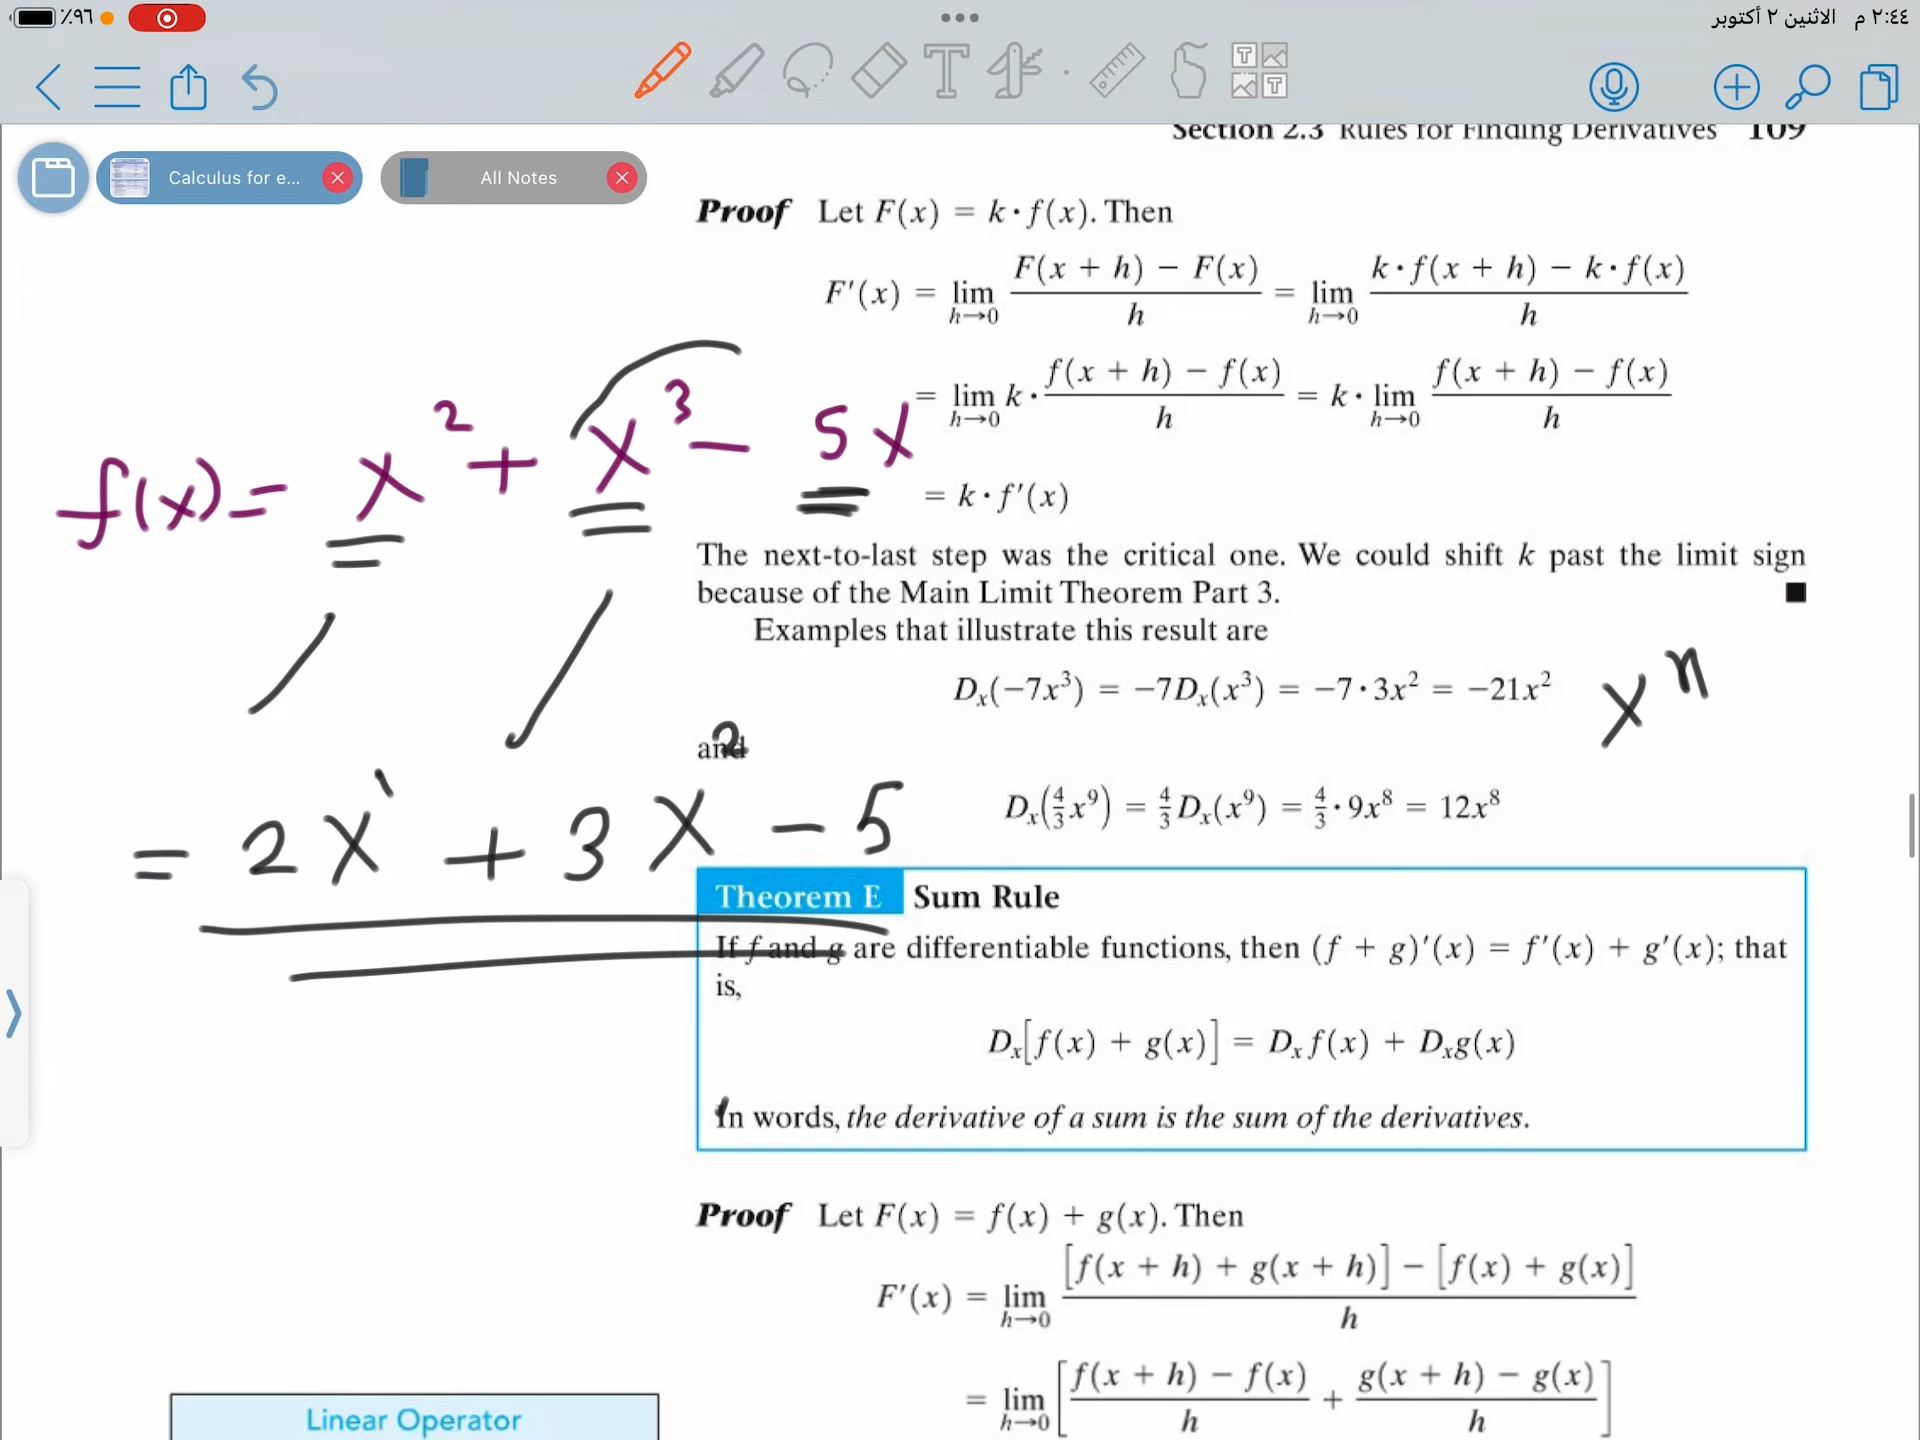 ٪٩٦
٢:٤٤ م الاثنين ٢ أكتوبر
Section 2.3 Rules for Finding Derivatives 109
Calculus for e...
All Notes
Proof Let F(x) = k · f(x). Then
F′(x) = lim h→0 (F(x + h) − F(x))/h = lim h→0 (k · f(x + h) − k · f(x))/h
= lim h→0 k · (f(x + h) − f(x))/h = k · lim h→0 (f(x + h) − f(x))/h
f(x) = x² + x³ − 5x
= k · f′(x)
The next-to-last step was the critical one. We could shift k past the limit sign
because of the Main Limit Theorem Part 3.
Examples that illustrate this result are
Dₓ(−7x³) = −7Dₓ(x³) = −7 · 3x² = −21x²
xⁿ
and
Dₓ(4/3 x⁹) = 4/3 Dₓ(x⁹) = 4/3 · 9x⁸ = 12x⁸
= 2x¹ + 3x² − 5
Theorem E Sum Rule
If f and g are differentiable functions, then (f + g)′(x) = f′(x) + g′(x); that
is,
Dₓ[f(x) + g(x)] = Dₓ f(x) + Dₓg(x)
In words, the derivative of a sum is the sum of the derivatives.
Proof Let F(x) = f(x) + g(x). Then
F′(x) = lim h→0 ([f(x + h) + g(x + h)] − [f(x) + g(x)])/h
= lim h→0 [(f(x + h) − f(x))/h + (g(x + h) − g(x))/h]
Linear Operator